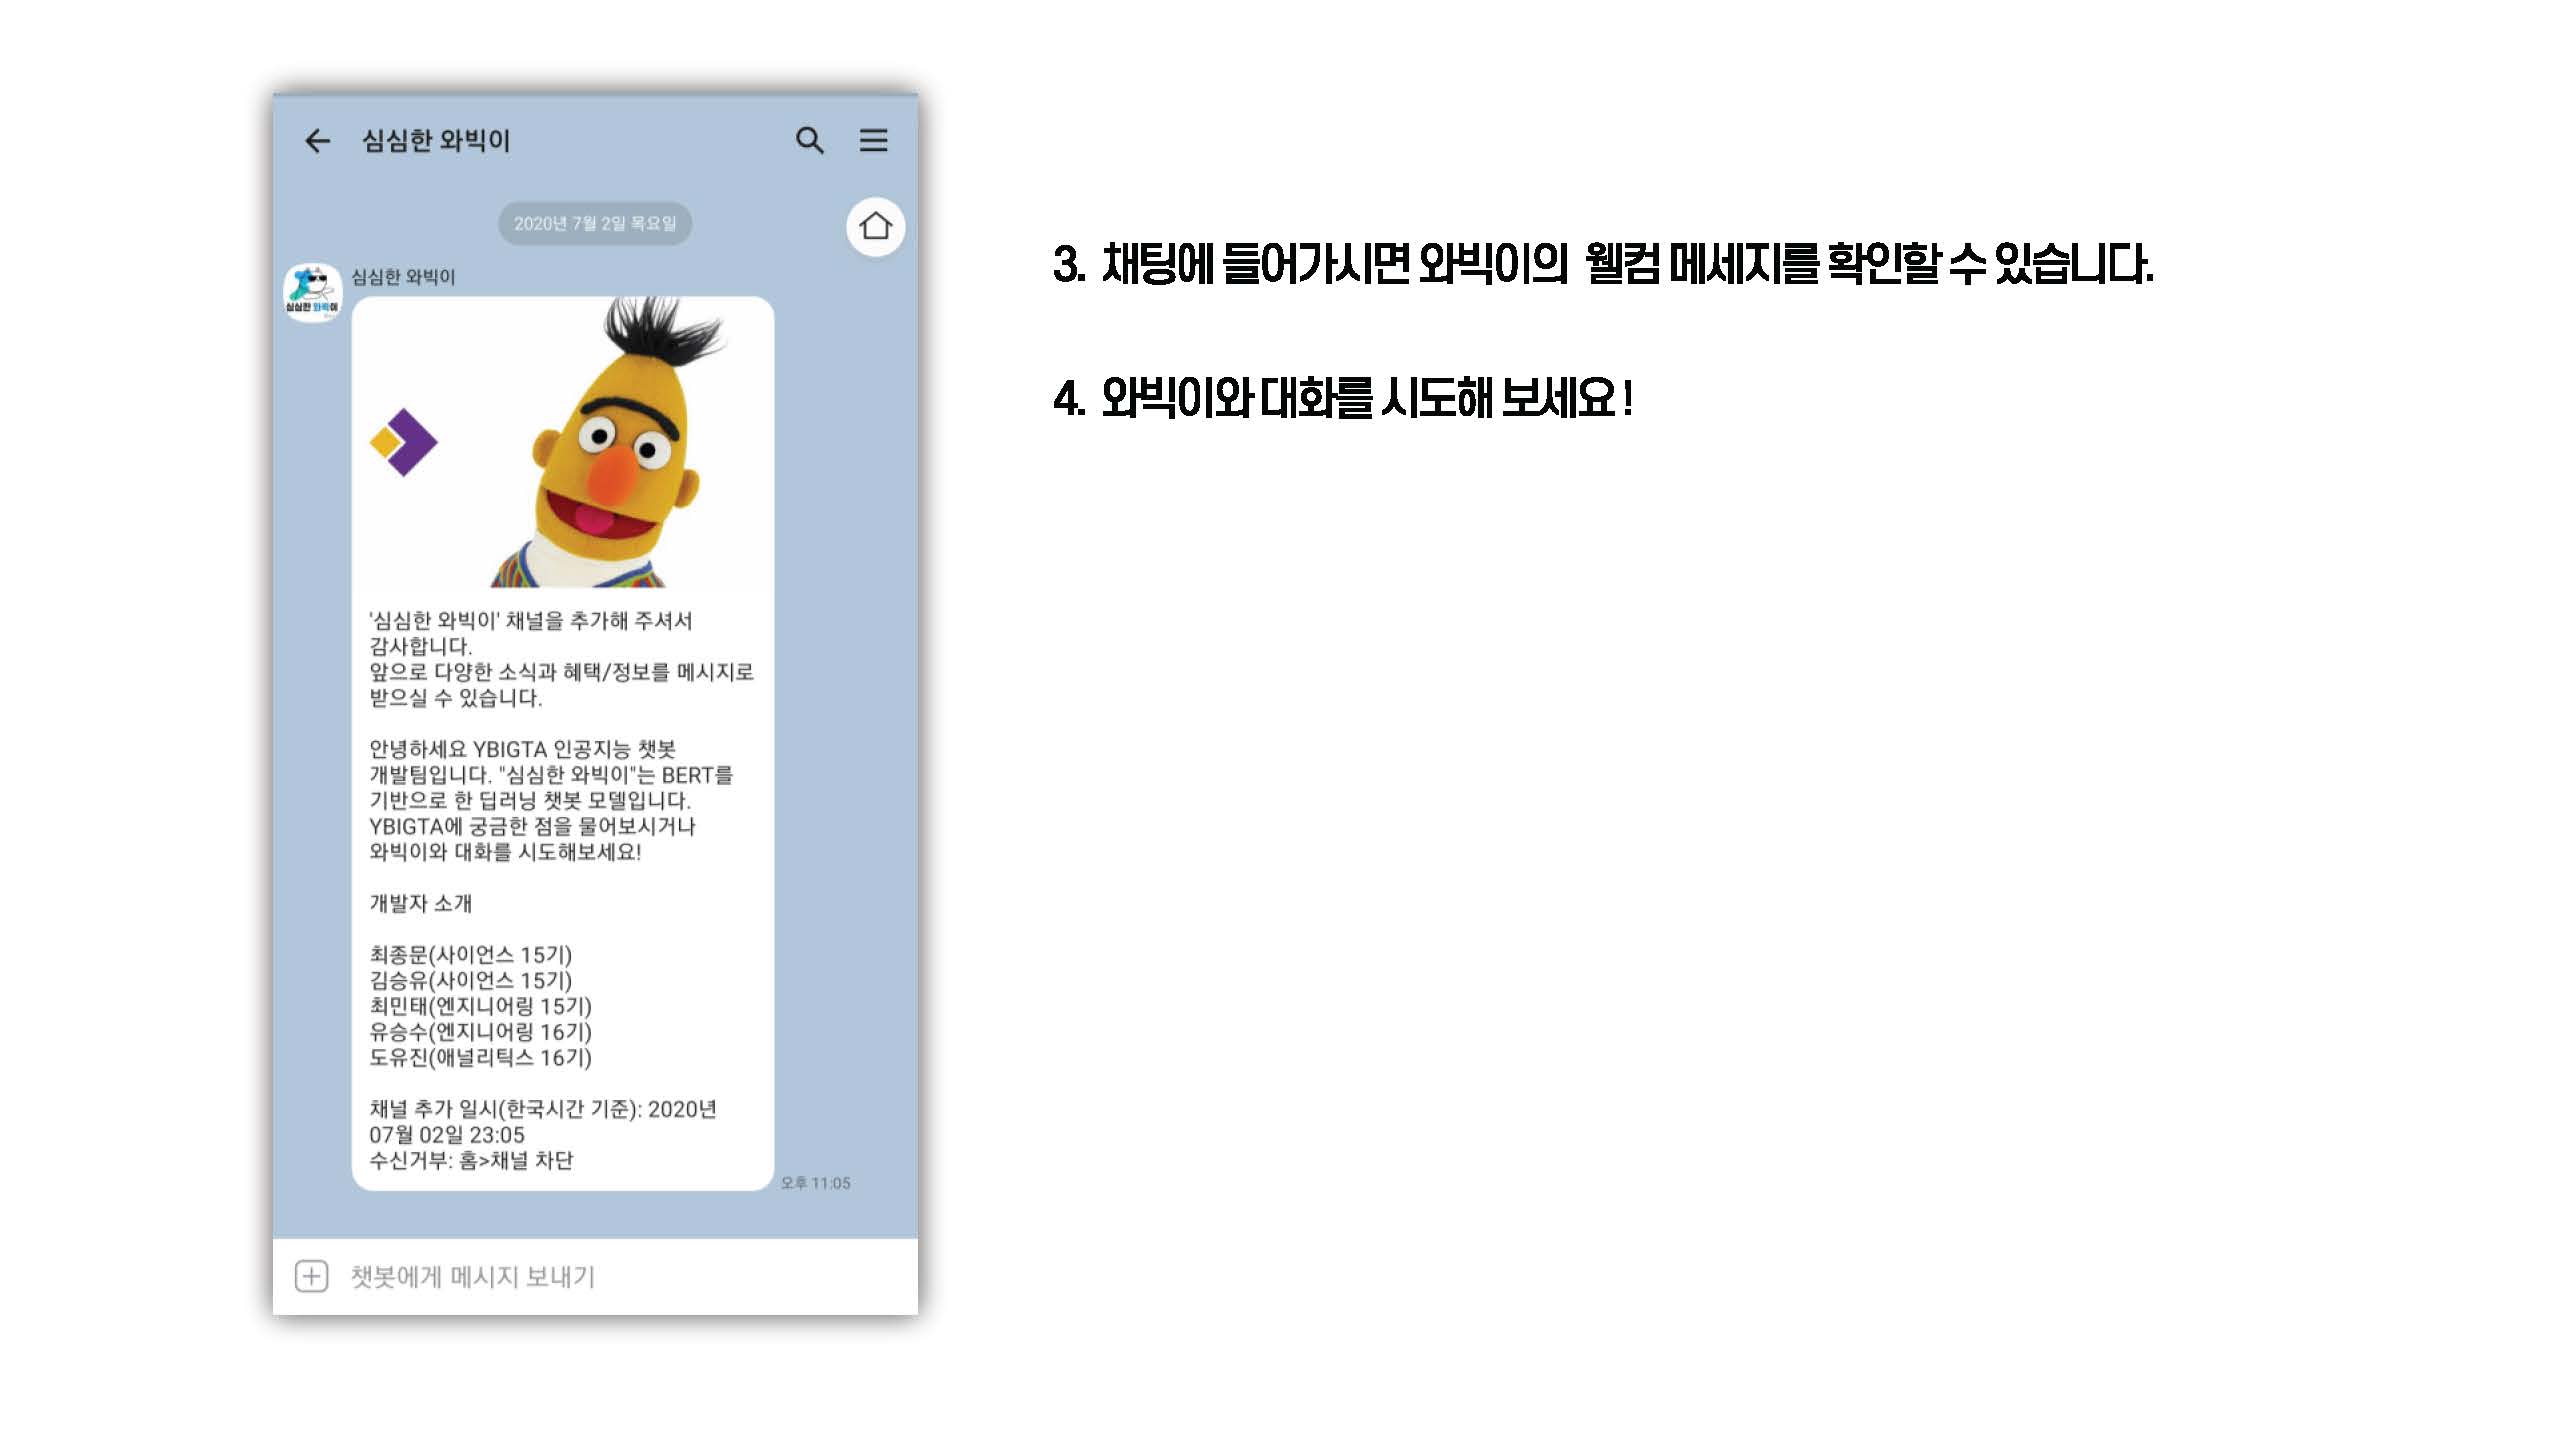 심심한 와빅이
2020년 7월 2일 목요일
심심한 와빅이
심심한 와빅이
'심심한 와빅이' 채널을 추가해 주셔서
감사합니다.
앞으로 다양한 소식과 혜택/정보를 메시지로
받으실 수 있습니다.
안녕하세요 YBIGTA 인공지능 챗봇
개발팀입니다. "심심한 와빅이"는 BERT를
기반으로 한 딥러닝 챗봇 모델입니다.
YBIGTA에 궁금한 점을 물어보시거나
와빅이와 대화를 시도해보세요!
개발자 소개
최종문(사이언스 15기)
김승유(사이언스 15기)
최민태(엔지니어링 15기)
유승수(엔지니어링 16기)
도유진(애널리틱스 16기)
채널 추가 일시(한국시간 기준): 2020년
07월 02일 23:05
수신거부: 홈>채널 차단
오후 11:05
챗봇에게 메시지 보내기
3. 채팅에 들어가시면 와빅이의 웰컴 메세지를 확인할 수 있습니다.
4. 와빅이와 대화를 시도해 보세요!